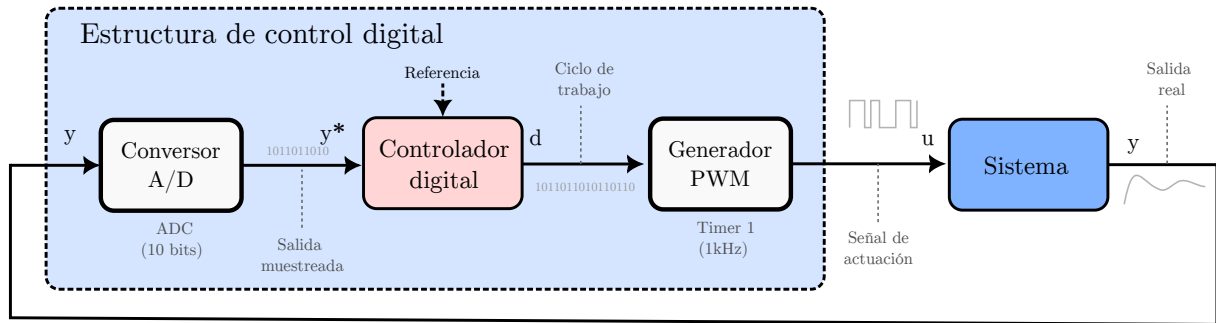 Estructura de control digital
Referencia
Ciclo de
trabajo
Salida
real
y
Conversor
A/D
y*
1011011010
Controlador
digital
d
1011011010110110
Generador
PWM
u
Sistema
y
ADC
(10 bits)
Salida
muestreada
Timer 1
(1kHz)
Señal de
actuación